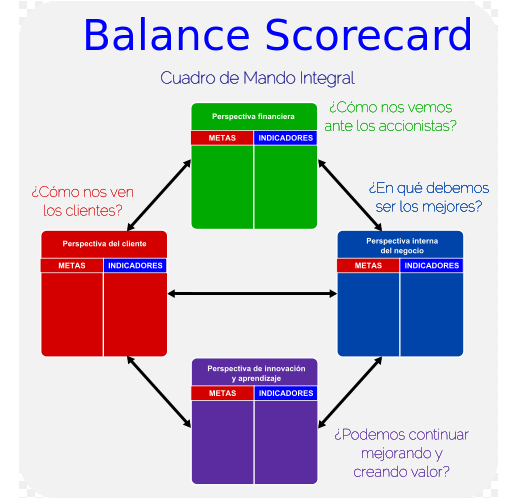 Balance Scorecard
Cuadro de Mando Integral
Perspectiva financiera
METAS INDICADORES
¿Cómo nos vemos
ante los accionistas?
¿Cómo nos ven
los clientes?
Perspectiva del cliente
METAS INDICADORES
¿En qué debemos
ser los mejores?
Perspectiva interna
del negocio
METAS INDICADORES
Perspectiva de innovación
y aprendizaje
METAS INDICADORES
¿Podemos continuar
mejorando y
creando valor?